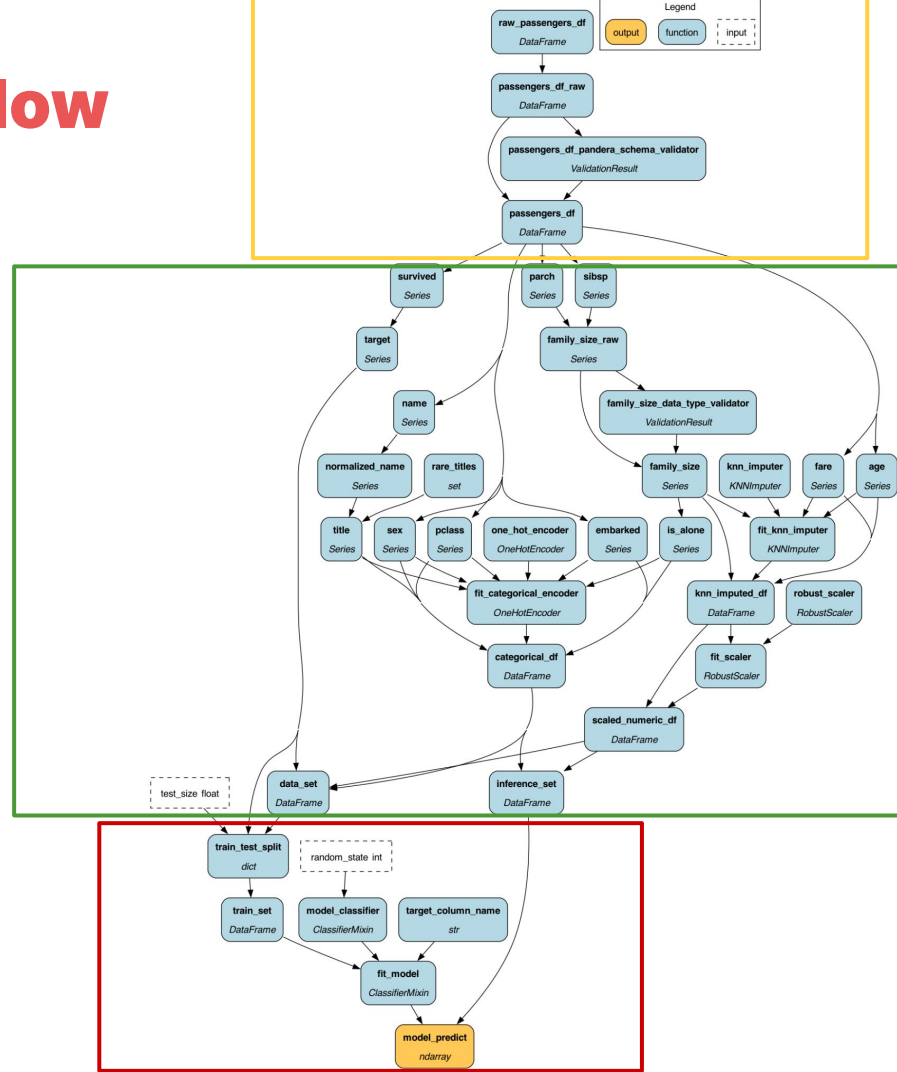 low
Legend
output function input
raw_passengers_df
DataFrame
passengers_df_raw
DataFrame
passengers_df_pandera_schema_validator
ValidationResult
passengers_df
DataFrame
survived
Series
parch
Series
sibsp
Series
target
Series
family_size_raw
Series
name
Series
family_size_data_type_validator
ValidationResult
normalized_name
Series
rare_titles
set
family_size
Series
knn_imputer
KNNImputer
fare
Series
age
Series
title
Series
sex
Series
pclass
Series
one_hot_encoder
OneHotEncoder
embarked
Series
is_alone
Series
fit_knn_imputer
KNNImputer
fit_categorical_encoder
OneHotEncoder
knn_imputed_df
DataFrame
robust_scaler
RobustScaler
categorical_df
DataFrame
fit_scaler
RobustScaler
scaled_numeric_df
DataFrame
test_size float
data_set
DataFrame
inference_set
DataFrame
train_test_split
dict
random_state int
train_set
DataFrame
model_classifier
ClassifierMixin
target_column_name
str
fit_model
ClassifierMixin
model_predict
ndarray